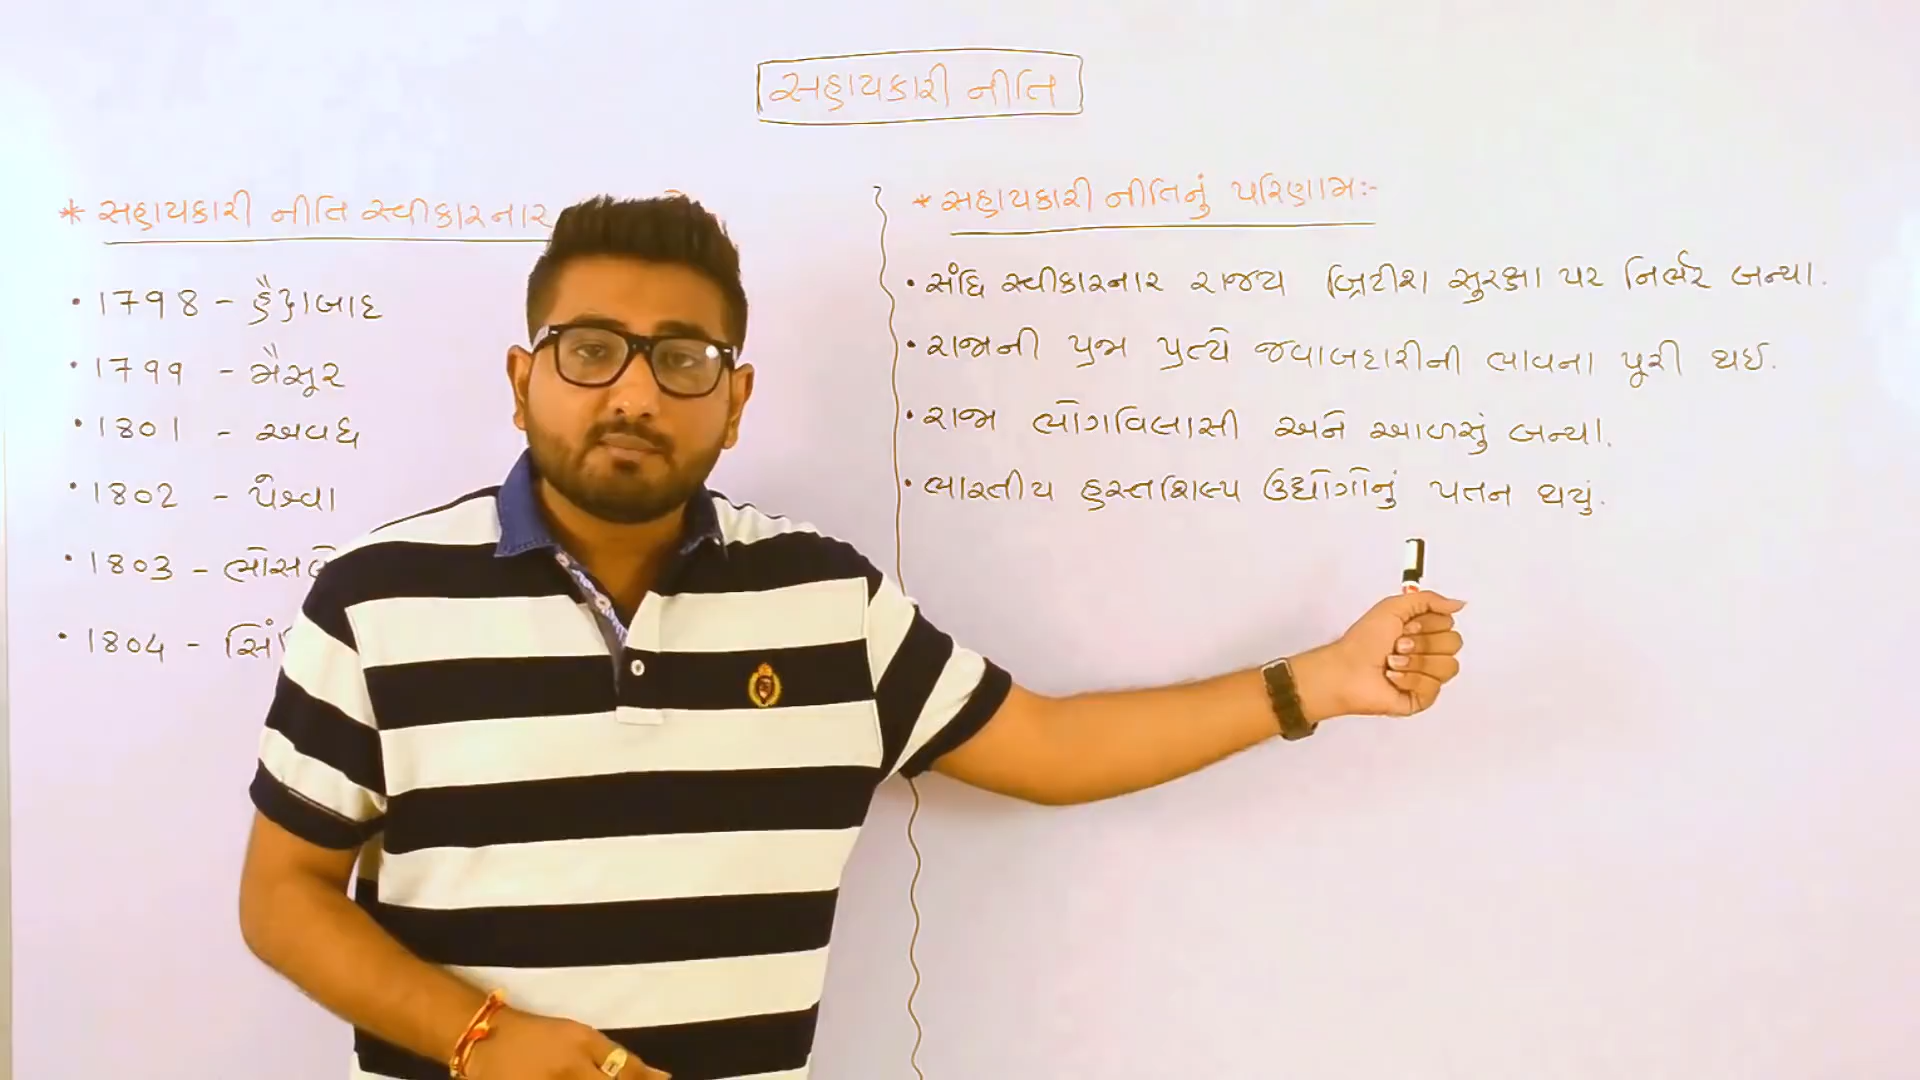 સહાયકારી નીતિ
* સહાયકારી નીતિ સ્વીકારનાર
• 1798 - હૈદ્રાબાદ
• 1799 - મૈસૂર
• 1801 - અવધ
• 1802 - પેશ્વા
• 1803 - ભોંસલે
• 1804 -
* સહાયકારી નીતિનું પરિણામ:-
• સંધિ સ્વીકારનાર રાજ્ય બ્રિટીશ સુરક્ષા પર નિર્ભર બન્યા.
• રાજાની પ્રજા પ્રત્યે જવાબદારીની ભાવના પૂરી થઈ.
• રાજા ભોગવિલાસી અને આળસું બન્યા.
• ભારતીય હસ્તશિલ્પ ઉદ્યોગોનું પતન થયું.